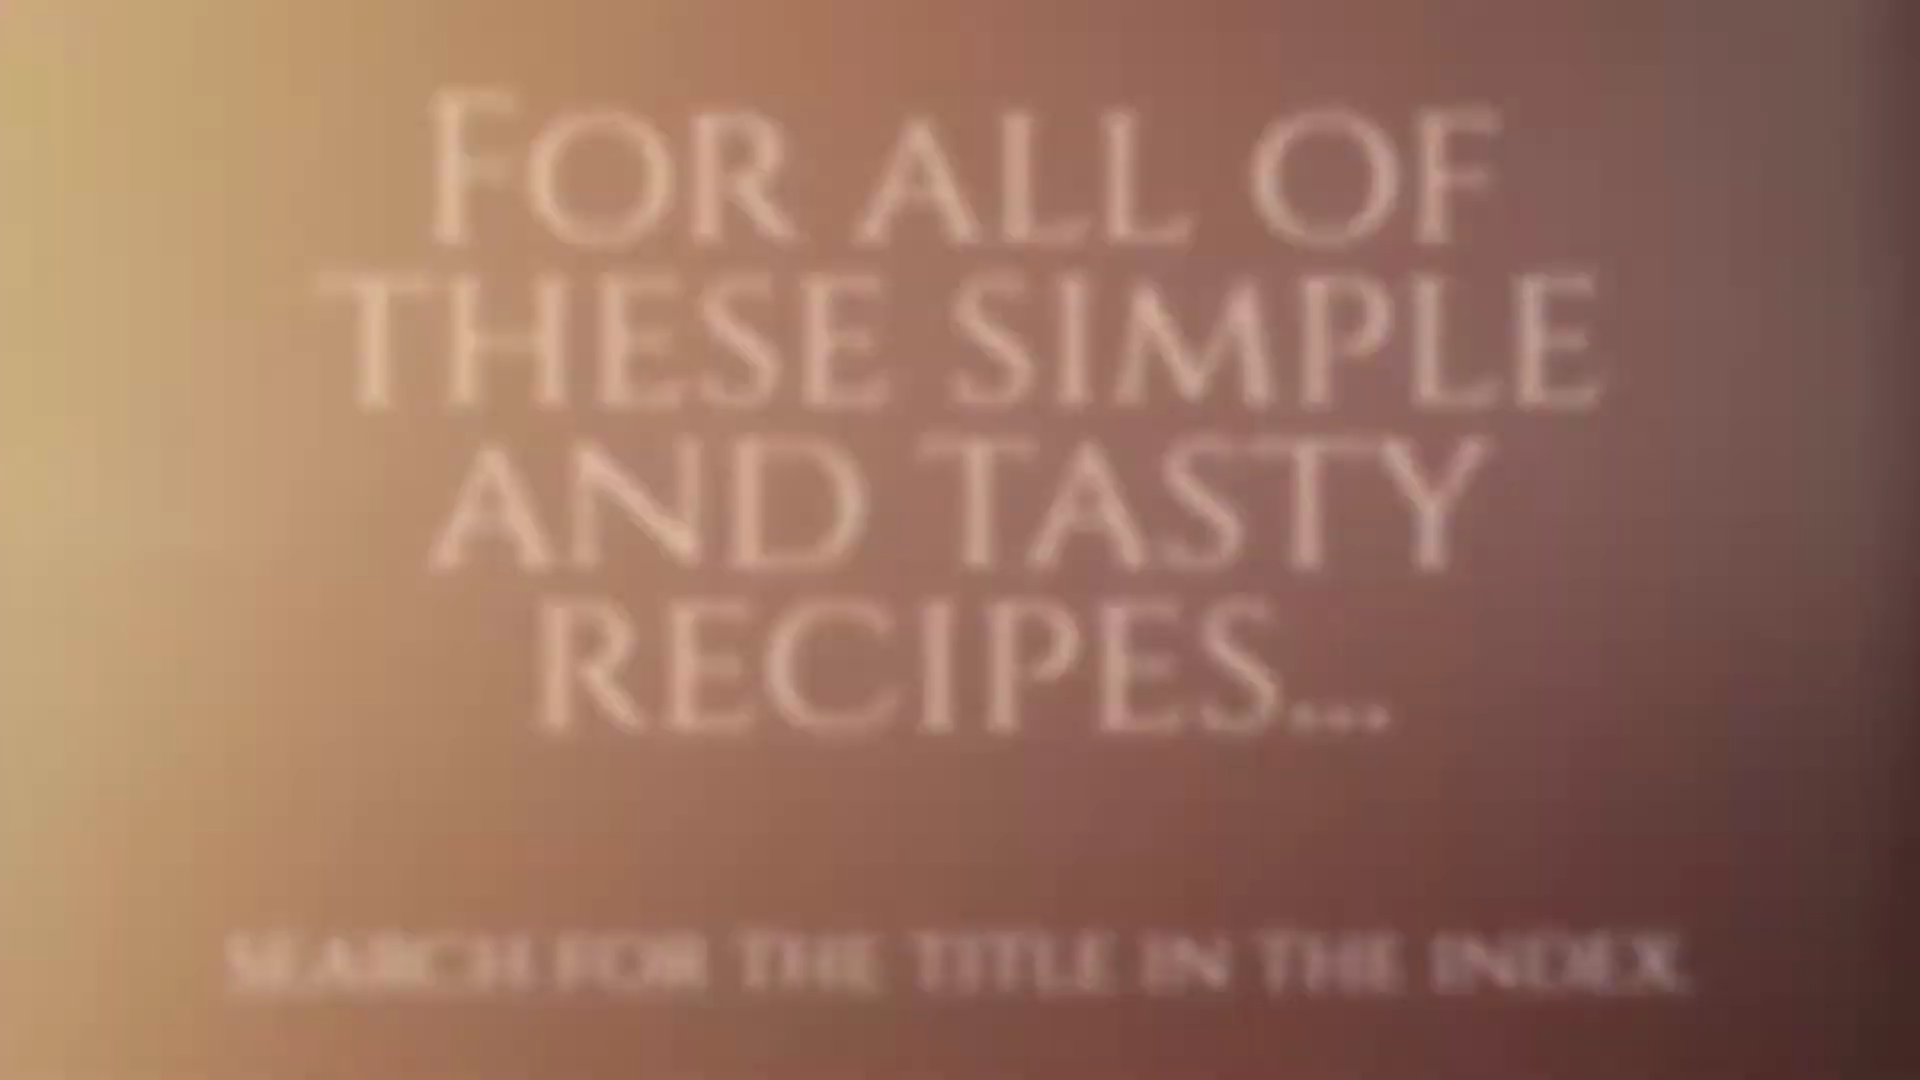 FOR ALL OF
THESE SIMPLE
AND TASTY
RECIPES...
SEARCH FOR THE TITLE IN THE INDEX.